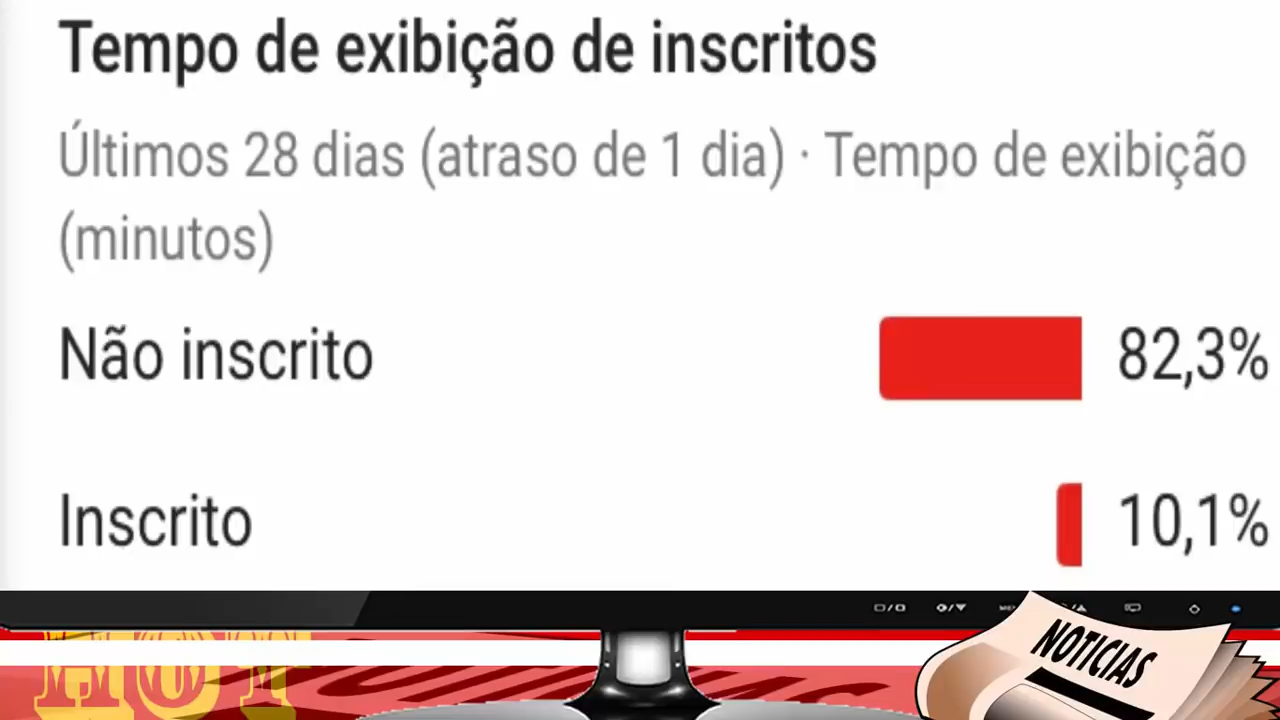 Tempo de exibição de inscritos
Últimos 28 dias (atraso de 1 dia) · Tempo de exibição
(minutos)
Não inscrito 82,3%
Inscrito 10,1%
HOT
NOTICIAS